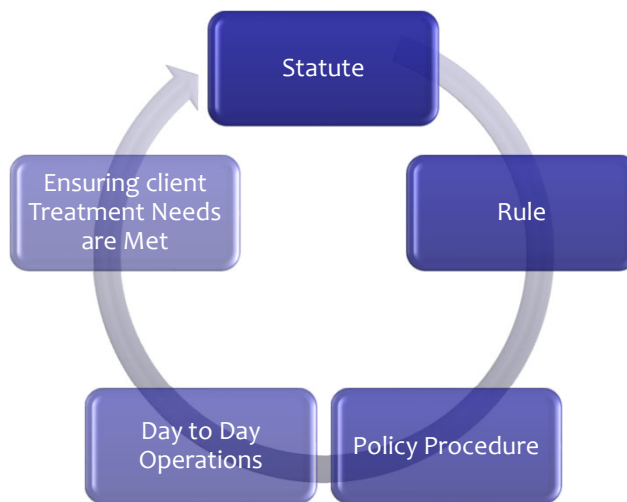 Statute
Rule
Policy Procedure
Day to Day
Operations
Ensuring client
Treatment Needs
are Met